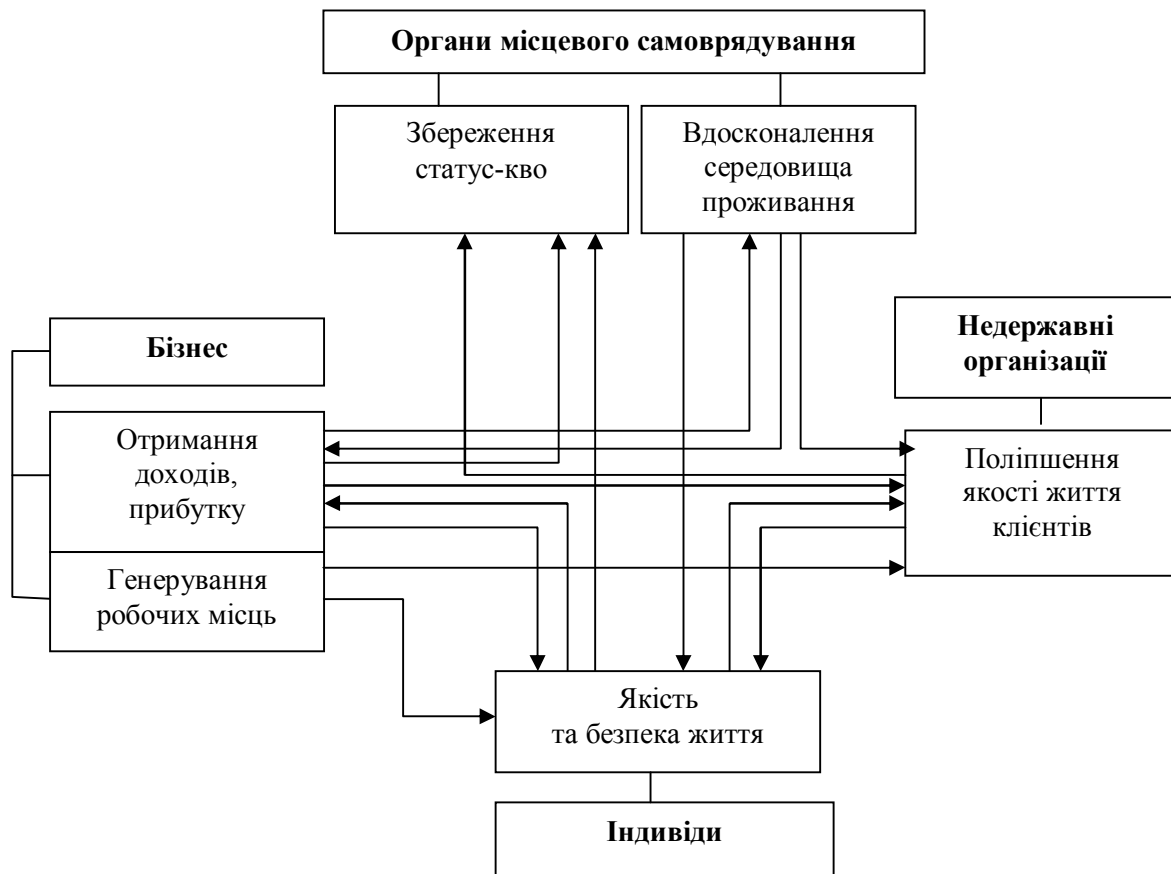 Органи місцевого самоврядування
Збереження
статус-кво
Вдосконалення
середовища
проживання
Недержавні
організації
Бізнес
Отримання
доходів,
прибутку
Поліпшення
якості життя
клієнтів
Генерування
робочих місць
Якість
та безпека життя
Індивіди